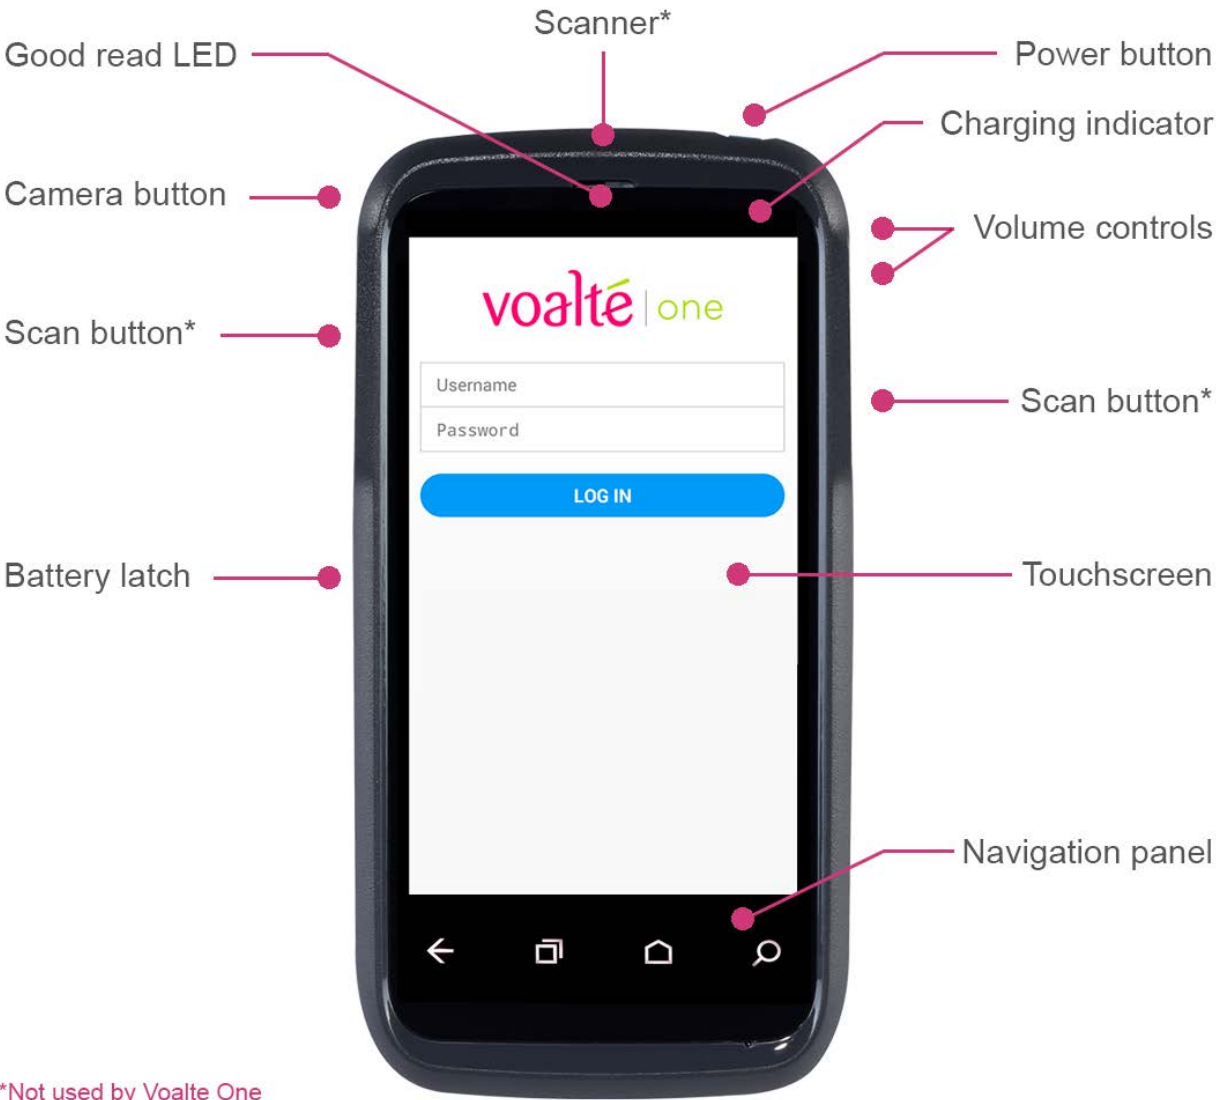 Scanner*
Good read LED
Power button
Charging indicator
Camera button
Volume controls
voalté | one
Scan button*
Username
Scan button*
Password
LOG IN
Battery latch
Touchscreen
Navigation panel
*Not used by Voalte One